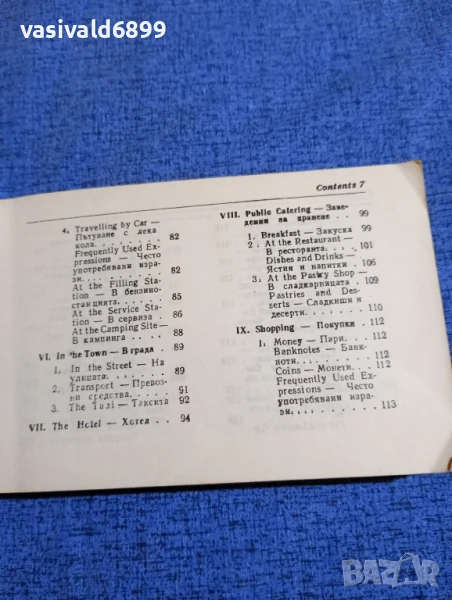 vasivald6899
Contents 7
4. Travelling by Car —
Пътуване с лека
кола. . . . . . . . 82
Frequently Used Ex-
pressions — Често
употребявани изра-
зи. . . . . . . . . 82
At the Filling Sta-
tion — В бензино-
станцията. . . . . 85
At the Service Sta-
tion — В сервиза 86
At the Camping Site —
В кампинга . . . 88
VI. In the Town — В града . 89
1. In the Street — На
улицата. . . . . . 89
2. Transport — Превоз-
ни средства. . . . 91
3. The Taxi — Таксита 92
VII. The Hotel — Хотел . . 94
VIII. Public Catering — Заве-
дения за хранене . . 99
1. Breakfast — Закуска 99
2. At the Restaurant —
В ресторанта. . . 101
Dishes and Drinks —
Ястия и напитки . 106
3. At the Pastry Shop —
В сладкарницата 109
Pastries and Des-
serts — Сладкиши и
десерти. . . . . . 110
IX. Shopping — Покупки . 110
1. Money — Пари. . . 112
Banknotes — Банк-
ноти. . . . . . . 112
Coins — Монети. . . 112
Frequently Used Ex-
pressions — Често
употребявани изра-
зи. . . . . . . . 113
BAZAR